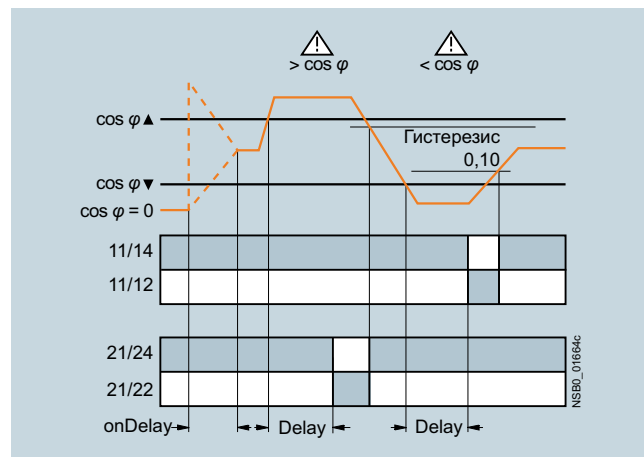 > cos φ
< cos φ
cos φ▲
Гистерезис
0,10
cos φ▼
cos φ = 0
11/14
11/12
21/24
21/22
onDelay
Delay
Delay
NSB0_01664c